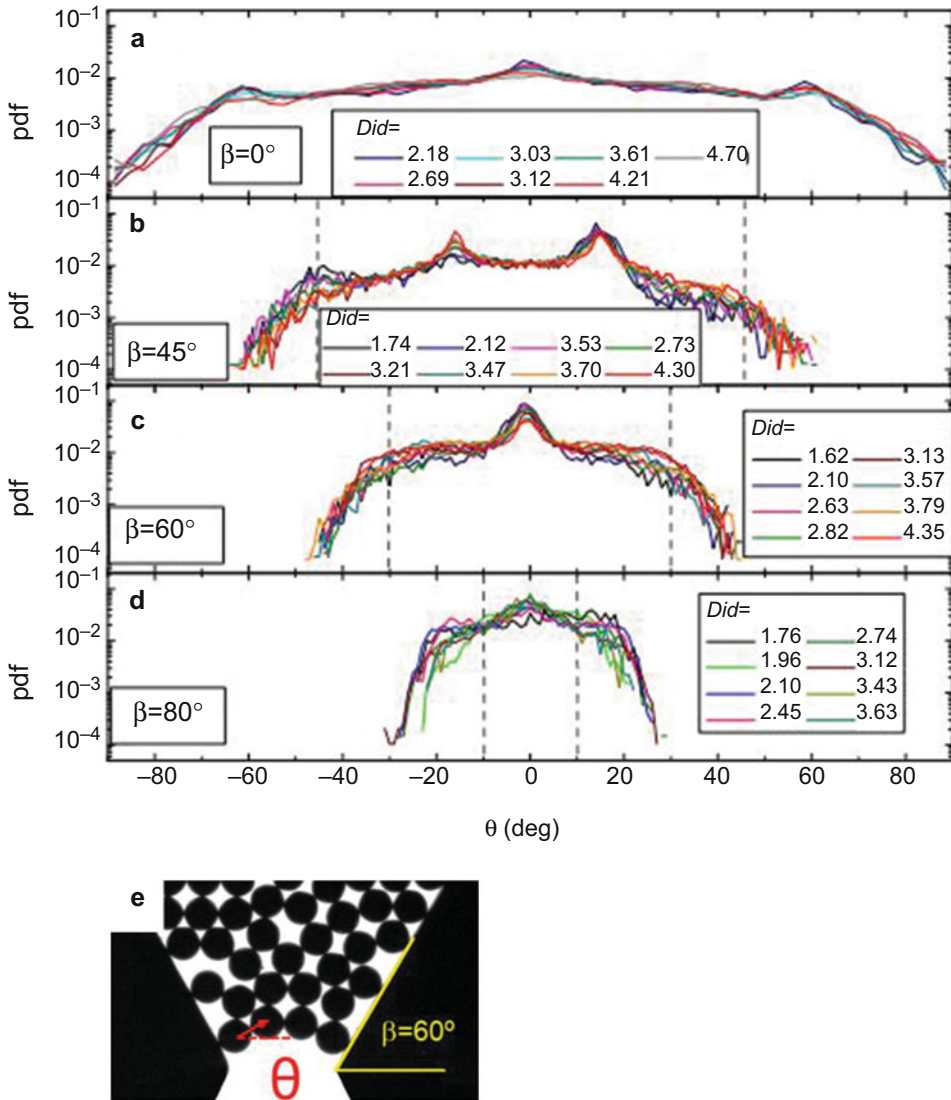 10⁻¹
a
10⁻²
pdf
10⁻³
10⁻⁴
β=0°
Did=
2.18 3.03 3.61 4.70
2.69 3.12 4.21
10⁻¹
b
10⁻²
pdf
10⁻³
10⁻⁴
β=45°
Did=
1.74 2.12 3.53 2.73
3.21 3.47 3.70 4.30
10⁻¹
c
10⁻²
pdf
10⁻³
10⁻⁴
β=60°
Did=
1.62 3.13
2.10 3.57
2.63 3.79
2.82 4.35
10⁻¹
d
10⁻²
pdf
10⁻³
10⁻⁴
β=80°
Did=
1.76 2.74
1.96 3.12
2.10 3.43
2.45 3.63
–80 –60 –40 –20 0 20 40 60 80
θ (deg)
e
β=60º
θ